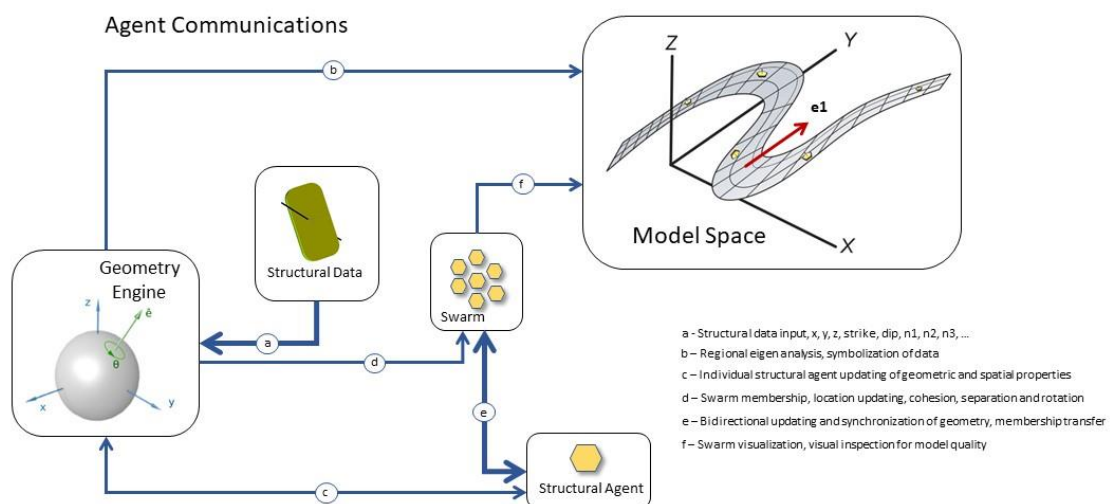 Agent Communications
b
Z
Y
e1
f
X
Model Space
Structural Data
Geometry
Engine
z
ê
θ
x
y
a
Swarm
d
e
c
Structural Agent
a - Structural data input, x, y, z, strike, dip, n1, n2, n3, ...
b – Regional eigen analysis, symbolization of data
c – Individual structural agent updating of geometric and spatial properties
d – Swarm membership, location updating, cohesion, separation and rotation
e – Bidirectional updating and synchronization of geometry, membership transfer
f – Swarm visualization, visual inspection for model quality